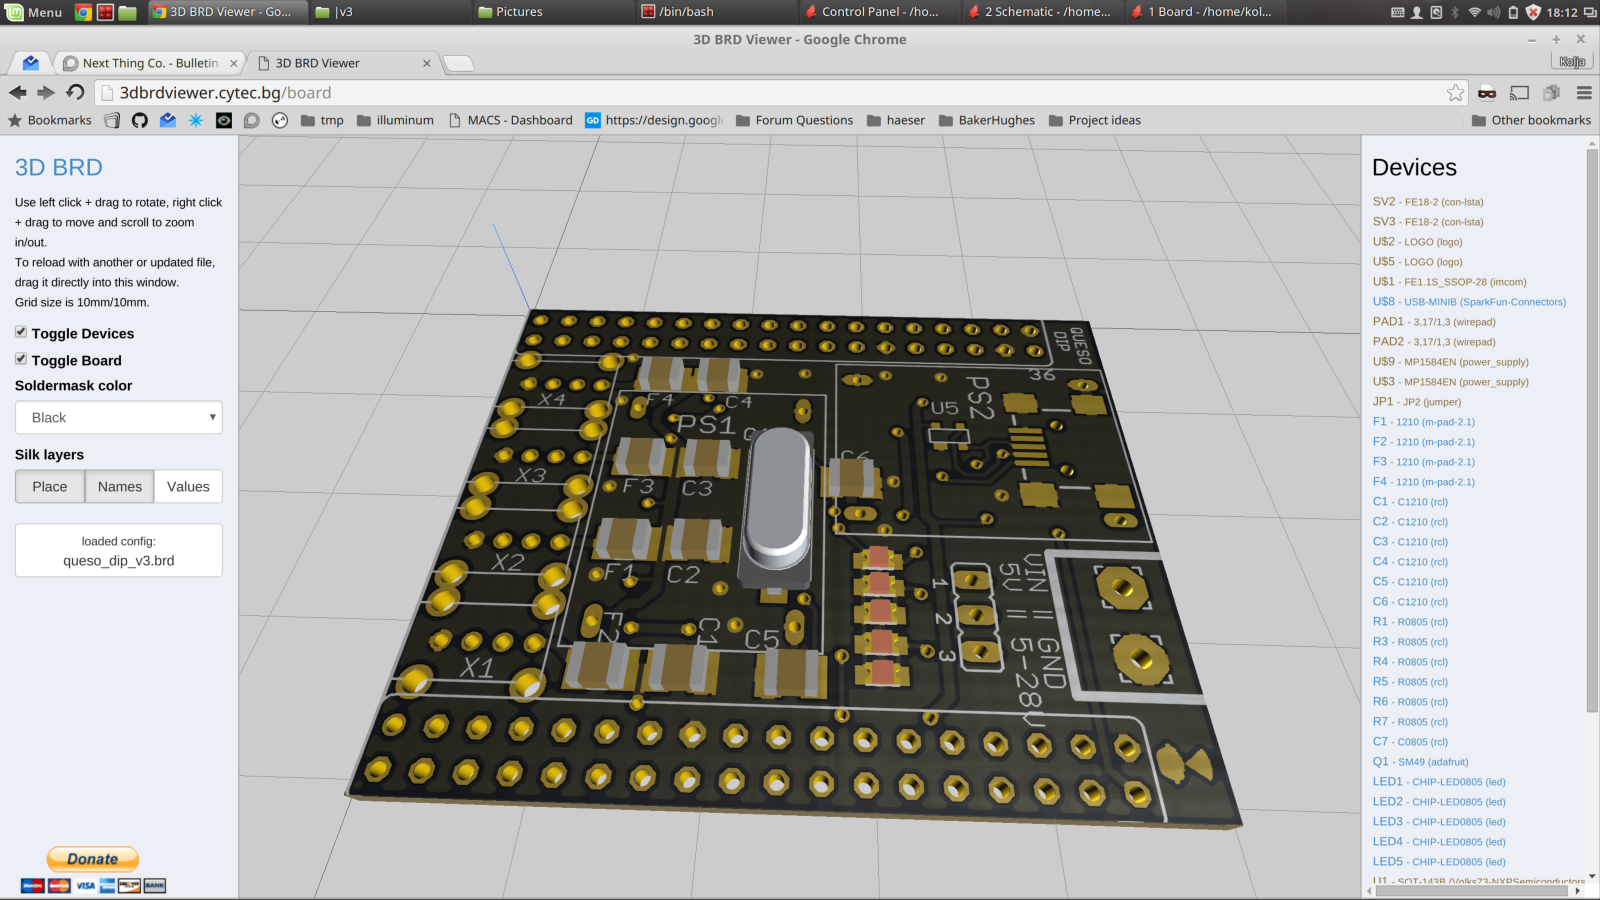 Menu
3D BRD Viewer - Go...
|v3
Pictures
/bin/bash
Control Panel - /ho...
2 Schematic - /home...
1 Board - /home/kol...
18:12
3D BRD Viewer - Google Chrome
Next Thing Co. - Bulletin
3D BRD Viewer
Kolja
3dbrdviewer.cytec.bg/board
Bookmarks
tmp
illuminum
MACS - Dashboard
GD
https://design.googl
Forum Questions
haeser
BakerHughes
Project ideas
Other bookmarks
3D BRD
Use left click + drag to rotate, right click
+ drag to move and scroll to zoom
in/out.
To reload with another or updated file,
drag it directly into this window.
Grid size is 10mm/10mm.
Toggle Devices
Toggle Board
Soldermask color
Black
Silk layers
Place
Names
Values
loaded config:
queso_dip_v3.brd
Donate
VISA
BANK
QUESO
DIP
36
X4
F4
C4
PS1
PS2
U5
X3
F3
C3
C6
X2
F1
C2
1
2
3
VIN || GND
5V || 5-28V
F2
C1
C5
X1
Devices
SV2 - FE18-2 (con-lsta)
SV3 - FE18-2 (con-lsta)
U$2 - LOGO (logo)
U$5 - LOGO (logo)
U$1 - FE1.1S_SSOP-28 (imcom)
U$8 - USB-MINIB (SparkFun-Connectors)
PAD1 - 3,17/1,3 (wirepad)
PAD2 - 3,17/1,3 (wirepad)
U$9 - MP1584EN (power_supply)
U$3 - MP1584EN (power_supply)
JP1 - JP2 (jumper)
F1 - 1210 (m-pad-2.1)
F2 - 1210 (m-pad-2.1)
F3 - 1210 (m-pad-2.1)
F4 - 1210 (m-pad-2.1)
C1 - C1210 (rcl)
C2 - C1210 (rcl)
C3 - C1210 (rcl)
C4 - C1210 (rcl)
C5 - C1210 (rcl)
C6 - C1210 (rcl)
R1 - R0805 (rcl)
R3 - R0805 (rcl)
R4 - R0805 (rcl)
R5 - R0805 (rcl)
R6 - R0805 (rcl)
R7 - R0805 (rcl)
C7 - C0805 (rcl)
Q1 - SM49 (adafruit)
LED1 - CHIP-LED0805 (led)
LED2 - CHIP-LED0805 (led)
LED3 - CHIP-LED0805 (led)
LED4 - CHIP-LED0805 (led)
LED5 - CHIP-LED0805 (led)
U1 - SOT-143B (Volks73-NXPSemiconductors